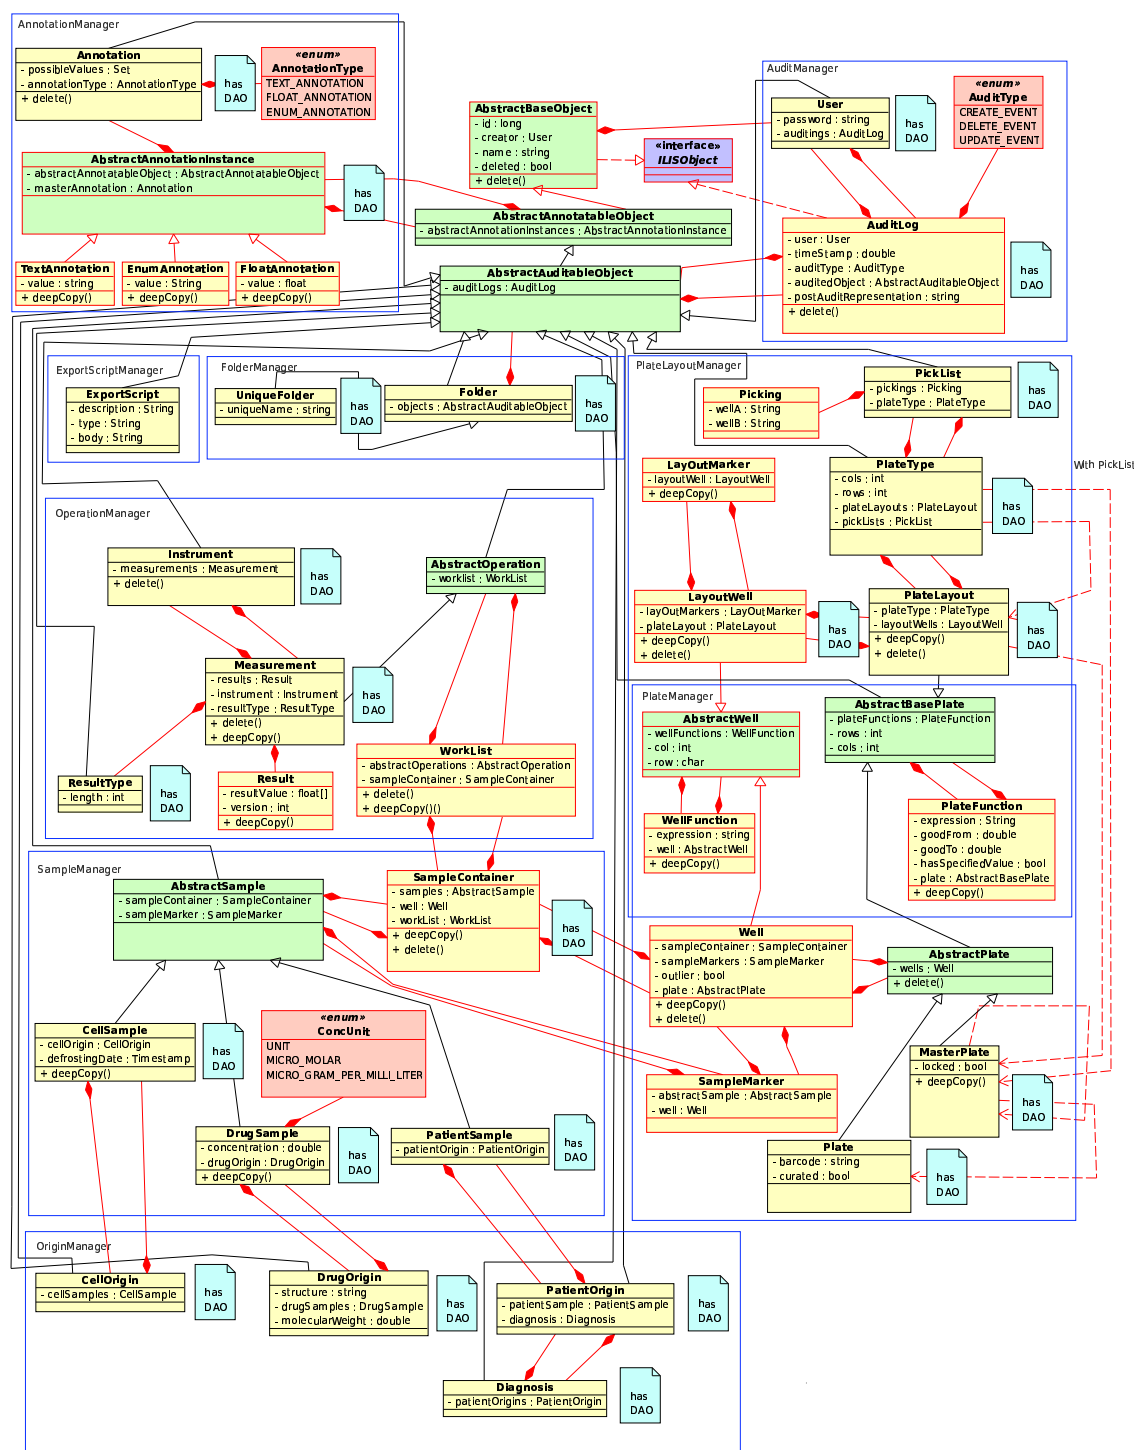 AnnotationManager
Annotation
- possibleValues : Set
- annotationType : AnnotationType
+ delete()
has
DAO
«enum»
AnnotationType
TEXT_ANNOTATION
FLOAT_ANNOTATION
ENUM_ANNOTATION
AbstractAnnotationInstance
- abstractAnnotatableObject : AbstractAnnotatableObject
- masterAnnotation : Annotation
has
DAO
TextAnnotation
- value : string
+ deepCopy()
EnumAnnotation
- value : String
+ deepCopy()
FloatAnnotation
- value : float
+ deepCopy()
AbstractBaseObject
- id : long
- creator : User
- name : string
- deleted : bool
+ delete()
«interface»
ILISObject
AbstractAnnotatableObject
- abstractAnnotationInstances : AbstractAnnotationInstance
AbstractAuditableObject
- auditLogs : AuditLog
AuditManager
User
- password : string
- auditings : AuditLog
has
DAO
«enum»
AuditType
CREATE_EVENT
DELETE_EVENT
UPDATE_EVENT
AuditLog
- user : User
- timeStamp : double
- auditType : AuditType
- auditedObject : AbstractAuditableObject
- postAuditRepresentation : string
+ delete()
has
DAO
ExportScriptManager
ExportScript
- description : String
- type : String
- body : String
FolderManager
UniqueFolder
- uniqueName : string
has
DAO
Folder
- objects : AbstractAuditableObject
has
DAO
PlateLayoutManager
Picking
- wellA : String
- wellB : String
PickList
- pickings : Picking
- plateType : PlateType
has
DAO
LayOutMarker
- layoutWell : LayoutWell
+ deepCopy()
PlateType
- cols : int
- rows : int
- plateLayouts : PlateLayout
- pickLists : PickList
has
DAO
With PickList
LayoutWell
- layOutMarkers : LayOutMarker
- plateLayout : PlateLayout
+ deepCopy()
+ delete()
has
DAO
PlateLayout
- plateType : PlateType
- layoutWells : LayoutWell
+ deepCopy()
+ delete()
has
DAO
OperationManager
Instrument
- measurements : Measurement
+ delete()
has
DAO
AbstractOperation
- worklist : WorkList
Measurement
- results : Result
- instrument : Instrument
- resultType : ResultType
+ delete()
+ deepCopy()
has
DAO
ResultType
- length : int
has
DAO
Result
- resultValue : float[]
- version : int
+ deepCopy()
WorkList
- abstractOperations : AbstractOperation
- sampleContainer : SampleContainer
+ delete()
+ deepCopy()()
PlateManager
AbstractWell
- wellFunctions : WellFunction
- col : int
- row : char
AbstractBasePlate
- plateFunctions : PlateFunction
- rows : int
- cols : int
WellFunction
- expression : string
- well : AbstractWell
+ deepCopy()
PlateFunction
- expression : String
- goodFrom : double
- goodTo : double
- hasSpecifiedValue : bool
- plate : AbstractBasePlate
+ deepCopy()
SampleManager
AbstractSample
- sampleContainer : SampleContainer
- sampleMarker : SampleMarker
SampleContainer
- samples : AbstractSample
- well : Well
- workList : WorkList
+ deepCopy()
+ delete()
has
DAO
Well
- sampleContainer : SampleContainer
- sampleMarkers : SampleMarker
- outlier : bool
- plate : AbstractPlate
+ deepCopy()
+ delete()
AbstractPlate
- wells : Well
+ delete()
CellSample
- cellOrigin : CellOrigin
- defrostingDate : Timestamp
+ deepCopy()
has
DAO
«enum»
ConcUnit
UNIT
MICRO_MOLAR
MICRO_GRAM_PER_MILLI_LITER
SampleMarker
- abstractSample : AbstractSample
- well : Well
MasterPlate
- locked : bool
+ deepCopy()
has
DAO
DrugSample
- concentration : double
- drugOrigin : DrugOrigin
+ deepCopy()
has
DAO
PatientSample
- patientOrigin : PatientOrigin
has
DAO
Plate
- barcode : string
- curated : bool
has
DAO
OriginManager
CellOrigin
- cellSamples : CellSample
has
DAO
DrugOrigin
- structure : string
- drugSamples : DrugSample
- molecularWeight : double
has
DAO
PatientOrigin
- patientSample : PatientSample
- diagnosis : Diagnosis
has
DAO
Diagnosis
- patientOrigins : PatientOrigin
has
DAO